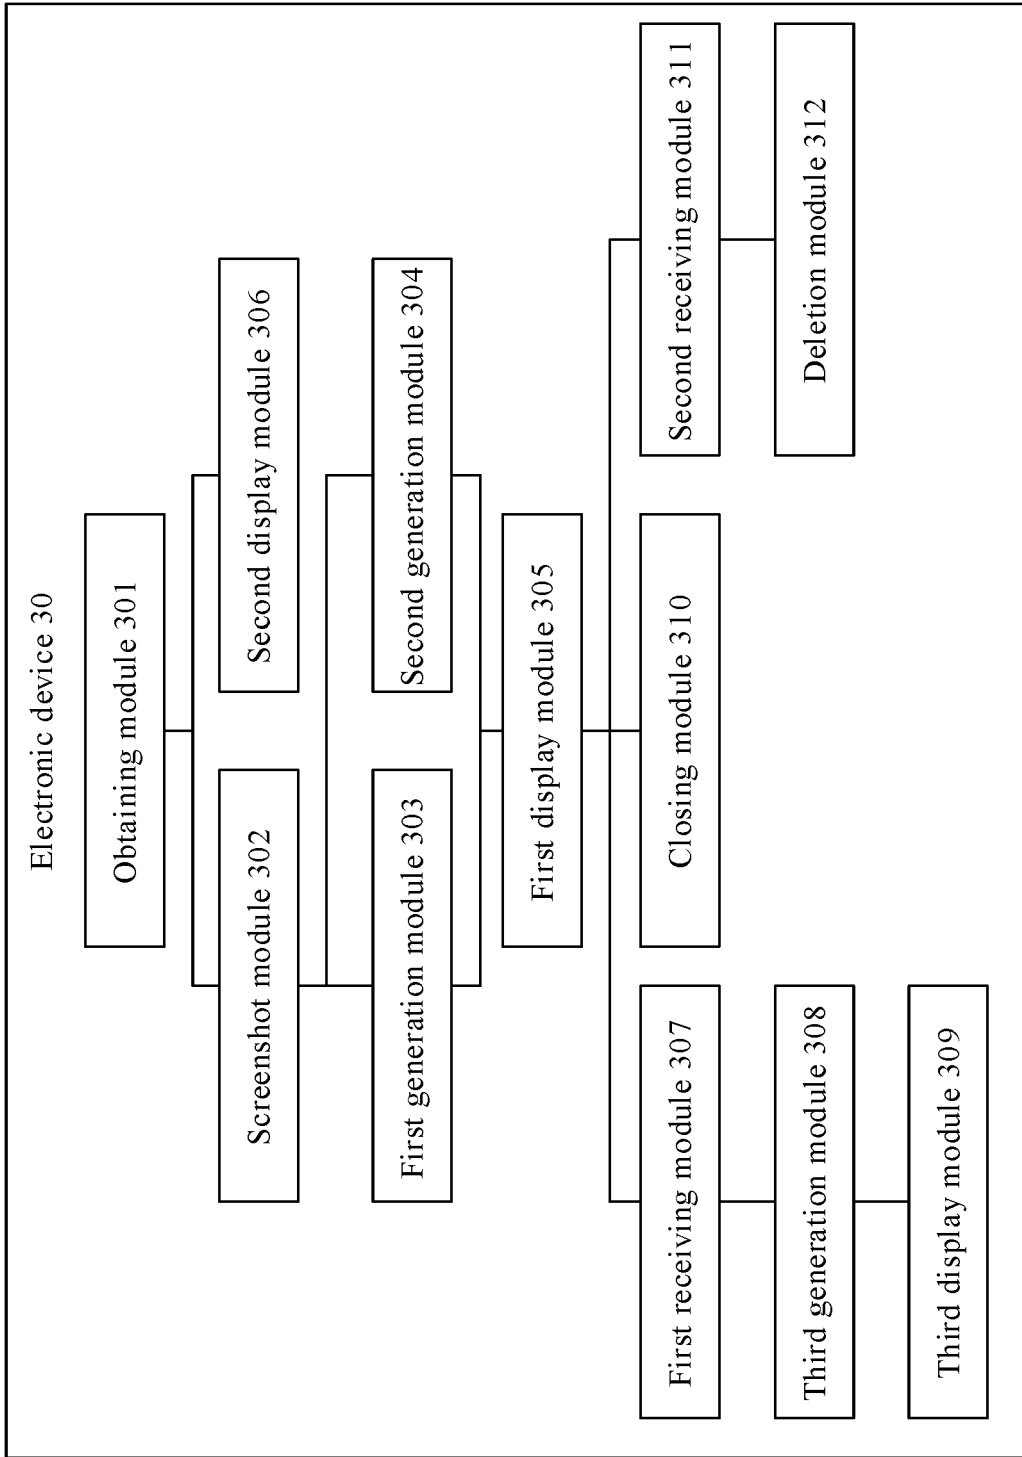 Electronic device 30
Obtaining module 301
Screenshot module 302
Second display module 306
First generation module 303
Second generation module 304
First display module 305
First receiving module 307
Closing module 310
Second receiving module 311
Third generation module 308
Deletion module 312
Third display module 309